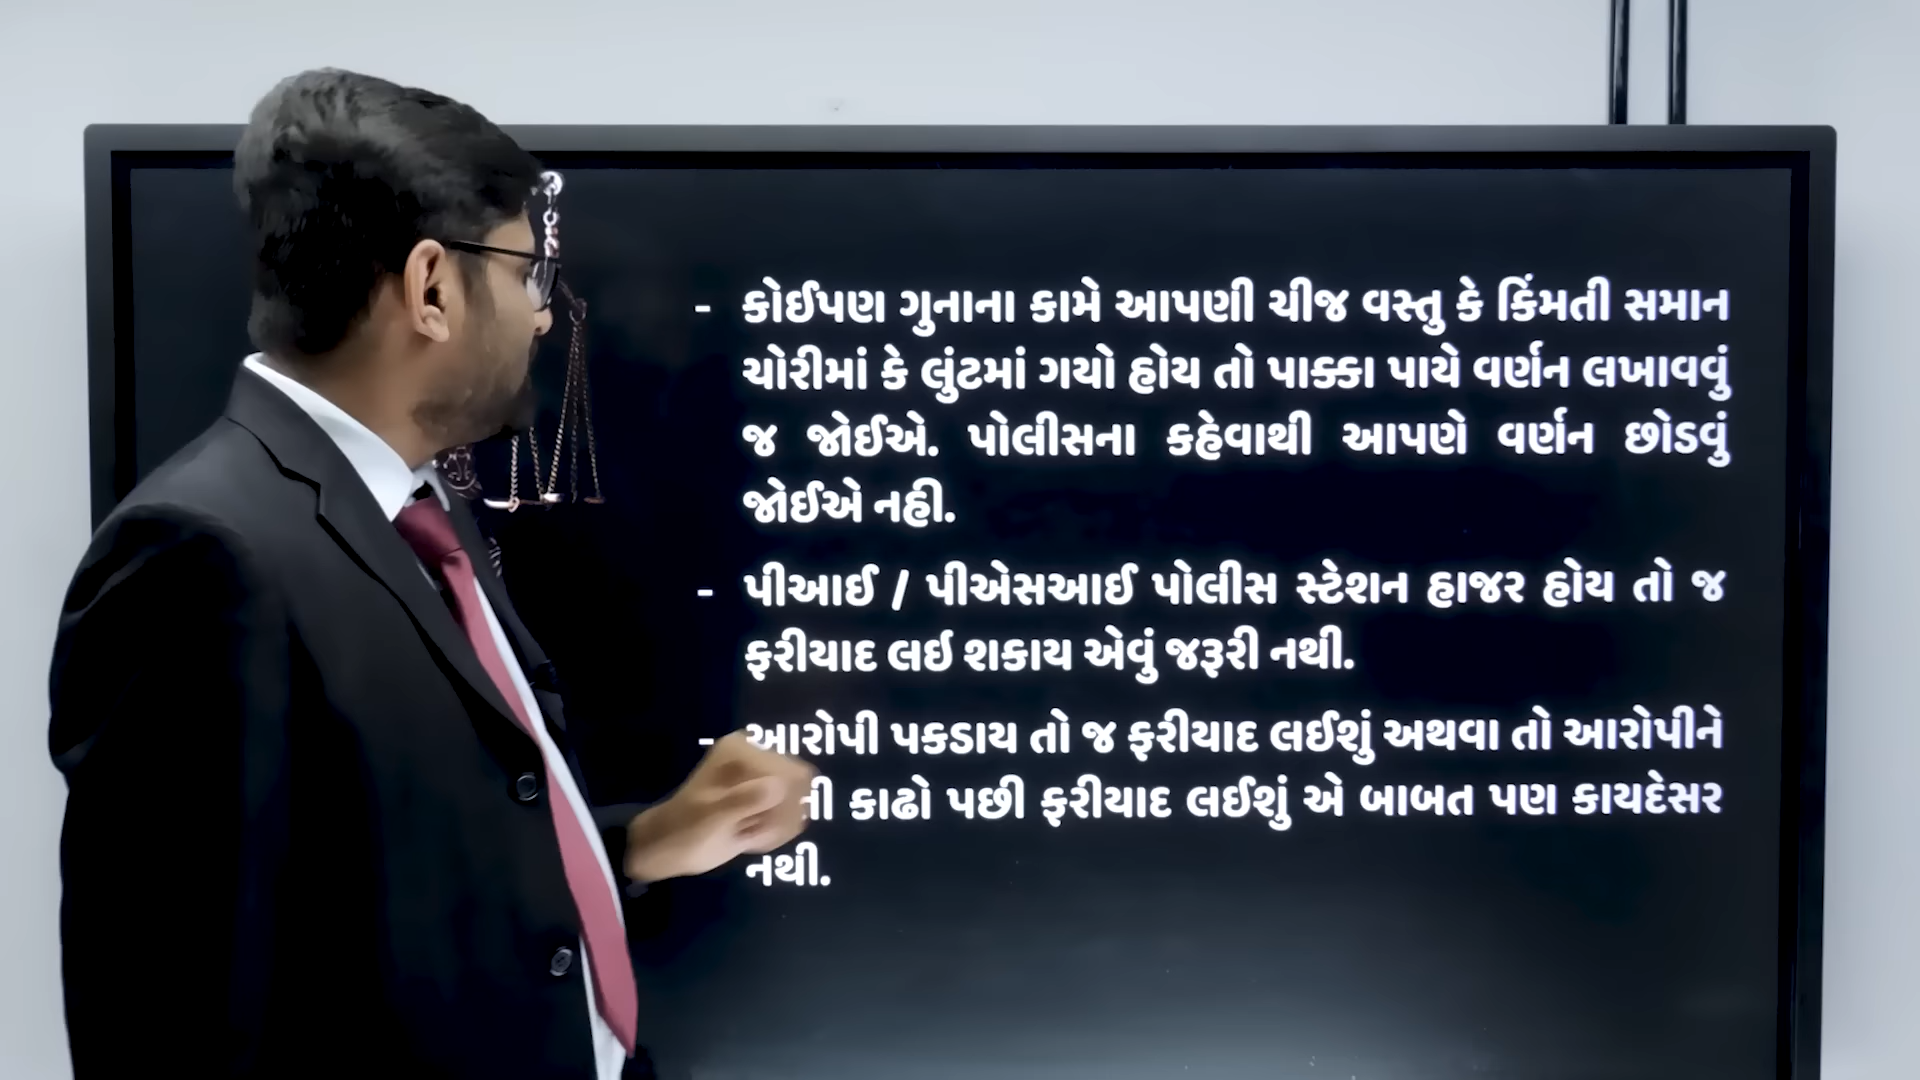 - કોઈપણ ગુનાના કામે આપણી ચીજ વસ્તુ કે કિંમતી સમાન
ચોરીમાં કે લુંટમાં ગયો હોય તો પાક્કા પાયે વર્ણન લખાવવું
જ જોઈએ. પોલીસના કહેવાથી આપણે વર્ણન છોડવું
જોઈએ નહી.
- પીઆઈ / પીએસઆઈ પોલીસ સ્ટેશન હાજર હોય તો જ
ફરીયાદ લઇ શકાય એવું જરૂરી નથી.
- આરોપી પકડાય તો જ ફરીયાદ લઈશું અથવા તો આરોપીને
કાઢો પછી ફરીયાદ લઈશું એ બાબત પણ કાયદેસર
નથી.